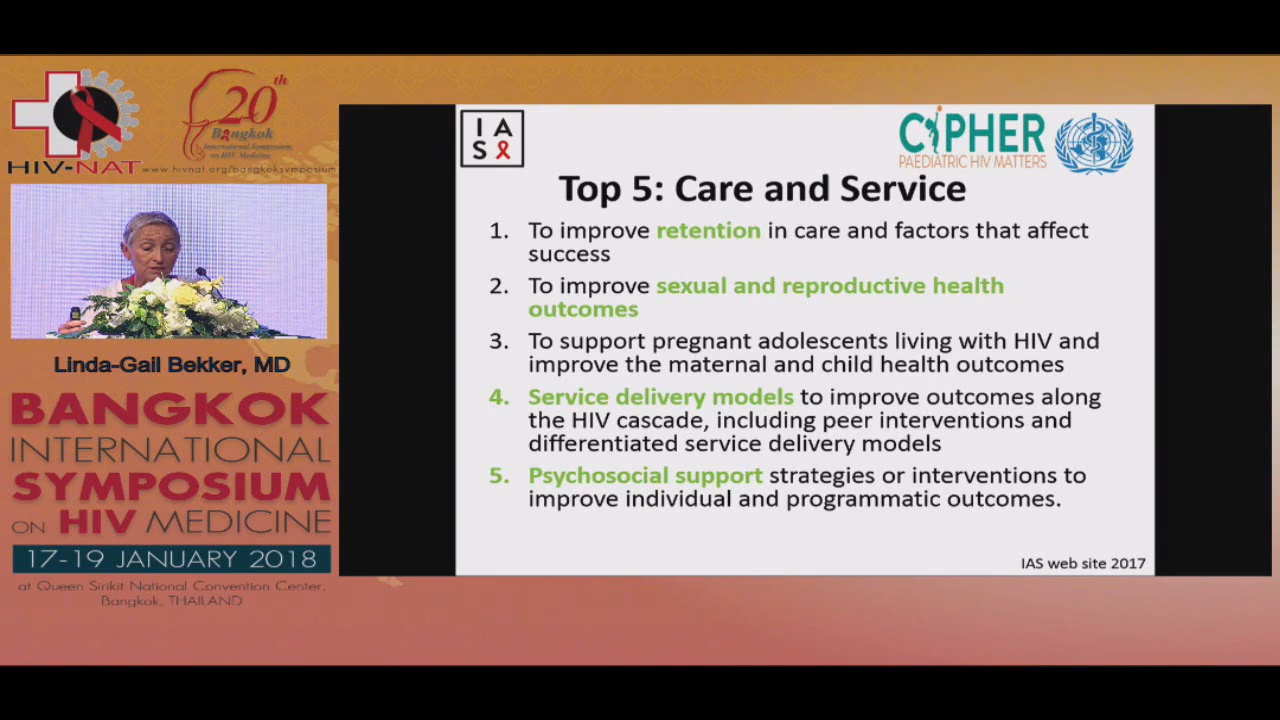 HIV-NAT
20th
Bangkok
International Symposium
on HIV Medicine
www.hivnat.org/bangkoksymposium
Linda-Gail Bekker, MD
BANGKOK
INTERNATIONAL
SYMPOSIUM
ON HIV MEDICINE
17-19 JANUARY 2018
at Queen Sirikit National Convention Center,
Bangkok, THAILAND
IA
S
CIPHER
PAEDIATRIC HIV MATTERS
Top 5: Care and Service
1. To improve retention in care and factors that affect
success
2. To improve sexual and reproductive health
outcomes
3. To support pregnant adolescents living with HIV and
improve the maternal and child health outcomes
4. Service delivery models to improve outcomes along
the HIV cascade, including peer interventions and
differentiated service delivery models
5. Psychosocial support strategies or interventions to
improve individual and programmatic outcomes.
IAS web site 2017